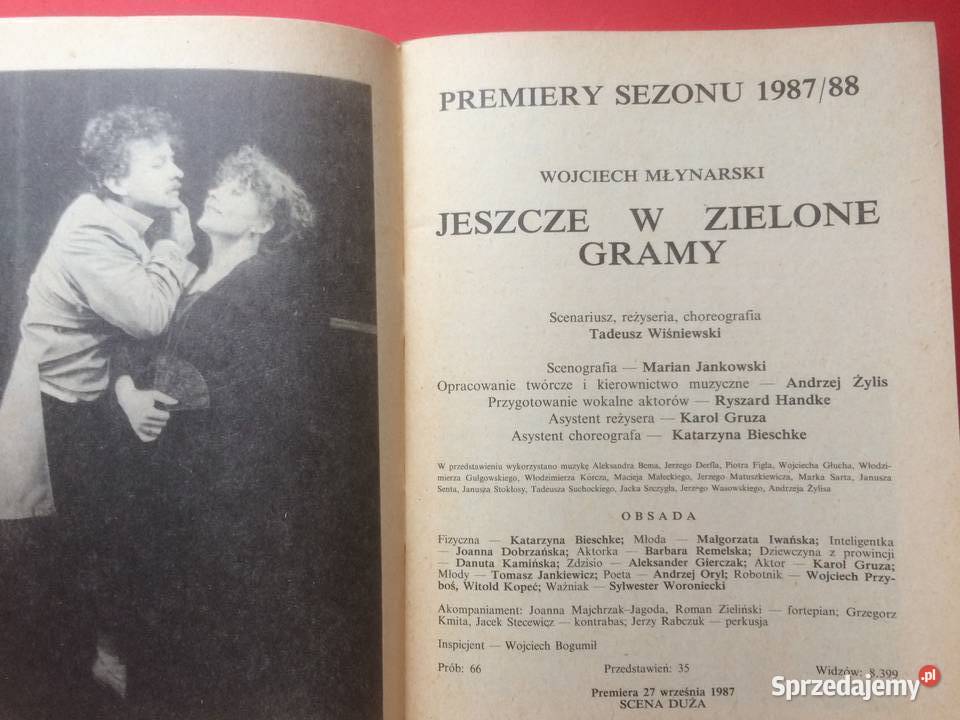 PREMIERY SEZONU 1987/88
WOJCIECH MŁYNARSKI
JESZCZE W ZIELONE
GRAMY
Scenariusz, reżyseria, choreografia
Tadeusz Wiśniewski
Scenografia — Marian Jankowski
Opracowanie twórcze i kierownictwo muzyczne — Andrzej Żylis
Przygotowanie wokalne aktorów — Ryszard Handke
Asystent reżysera — Karol Gruza
Asystent choreografa — Katarzyna Bieschke
W przedstawieniu wykorzystano muzykę Aleksandra Bema, Jerzego Derfla, Piotra Figla, Wojciecha Głucha, Włodzi-
mierza Gulgowskiego, Włodzimierza Korcza, Macieja Małeckiego, Jerzego Matuszkiewicza, Marka Sarta, Janusza
Senta, Janusza Stokłosy, Tadeusza Suchockiego, Jacka Szczygła, Jerzego Wasowskiego, Andrzeja Żylisa
OBSADA
Fizyczna — Katarzyna Bieschke; Młoda — Małgorzata Iwańska; Inteligentka
— Joanna Dobrzańska; Aktorka — Barbara Remelska; Dziewczyna z prowincji
— Danuta Kamińska; Zdzisio — Aleksander Gierczak; Aktor — Karol Gruza;
Młody — Tomasz Jankiewicz; Poeta — Andrzej Oryl; Robotnik — Wojciech Przy-
boś, Witold Kopeć; Ważniak — Sylwester Woroniecki
Akompaniament: Joanna Majchrzak-Jagoda, Roman Zieliński — fortepian; Grzegorz
Kmita, Jacek Stecewicz — kontrabas; Jerzy Rabczuk — perkusja
Inspicjent — Wojciech Bogumił
Prób: 66 Przedstawień: 35 Widzów: 8.399
Premiera 27 września 1987
SCENA DUŻA
Sprzedajemy.pl